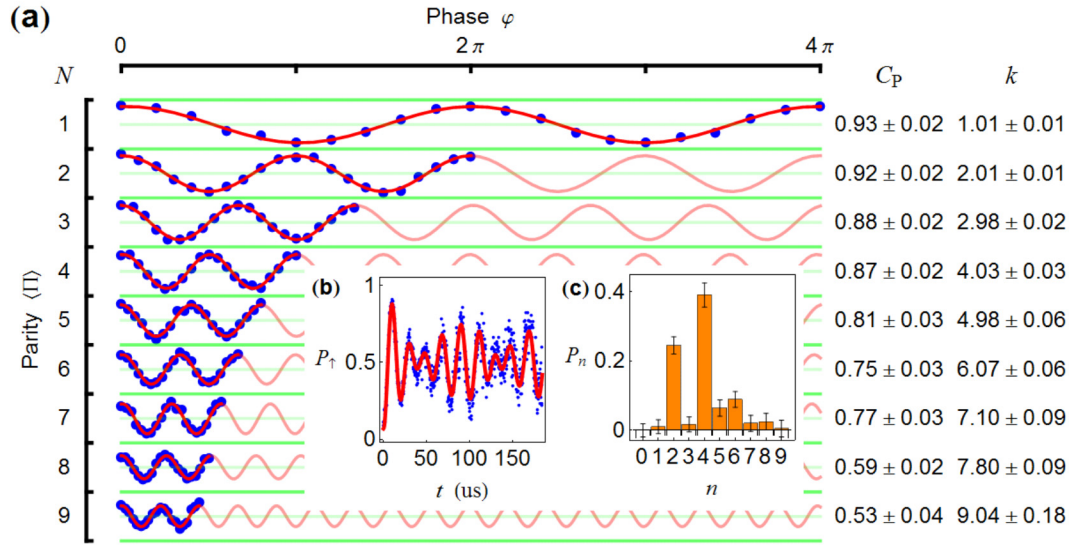 (a)
Phase φ
0 2π 4π
N C_P k
1 0.93 ± 0.02 1.01 ± 0.01
2 0.92 ± 0.02 2.01 ± 0.01
3 0.88 ± 0.02 2.98 ± 0.02
4 0.87 ± 0.02 4.03 ± 0.03
5 0.81 ± 0.03 4.98 ± 0.06
6 0.75 ± 0.03 6.07 ± 0.06
7 0.77 ± 0.03 7.10 ± 0.09
8 0.59 ± 0.02 7.80 ± 0.09
9 0.53 ± 0.04 9.04 ± 0.18
Parity ⟨Π⟩
(b)
1
0.5
0
P↑
0 50 100 150
t (us)
(c)
0.4
0.2
0
P_n
0 1 2 3 4 5 6 7 8 9
n